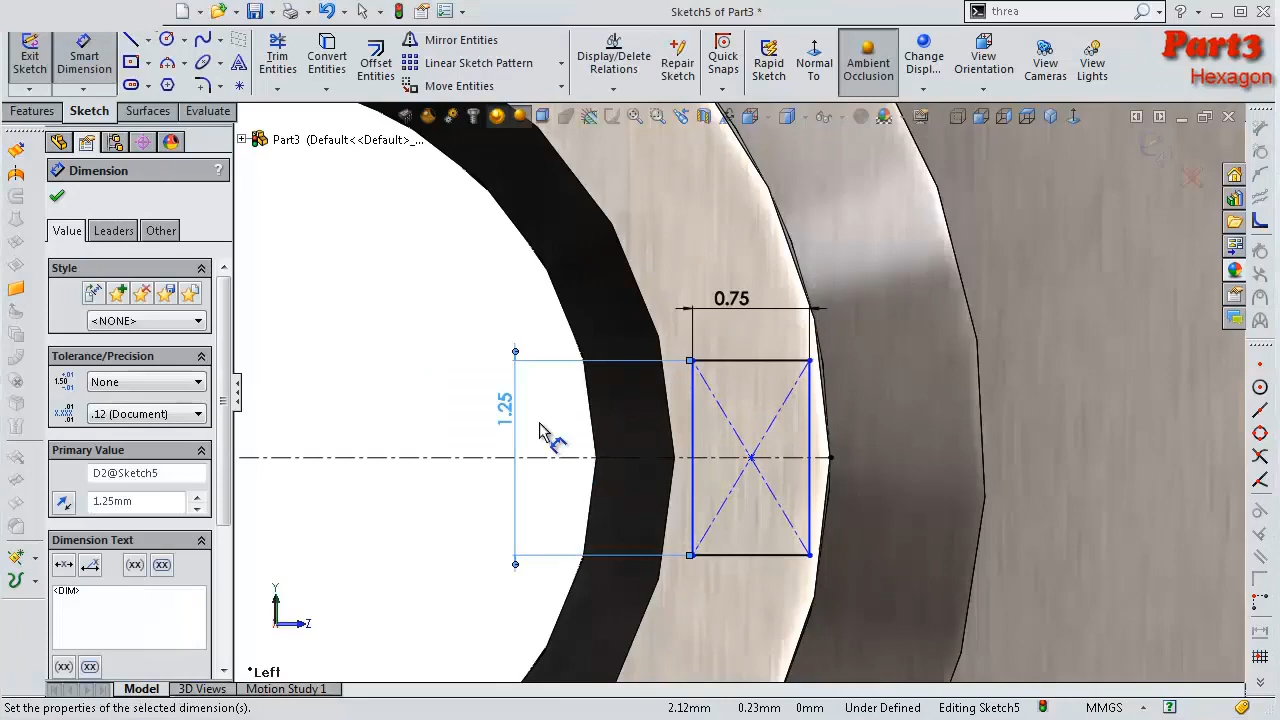 Sketch5 of Part3 *
threa
Part3
Hexagon
Exit Sketch
Smart Dimension
Trim Entities
Convert Entities
Offset Entities
Mirror Entities
Linear Sketch Pattern
Move Entities
Display/Delete Relations
Repair Sketch
Quick Snaps
Rapid Sketch
Normal To
Ambient Occlusion
Change Displ...
View Orientation
View Cameras
View Lights
Features
Sketch
Surfaces
Evaluate
Part3 (Default<<Default>_...
Dimension
?
Value
Leaders
Other
Style
<NONE>
Tolerance/Precision
None
.12 (Document)
Primary Value
D2@Sketch5
1.25mm
Dimension Text
<DIM>
0.75
1.25
Y
Z
*Left
Model
3D Views
Motion Study 1
Set the properties of the selected dimension(s).
2.12mm
0.23mm
0mm
Under Defined
Editing Sketch5
MMGS